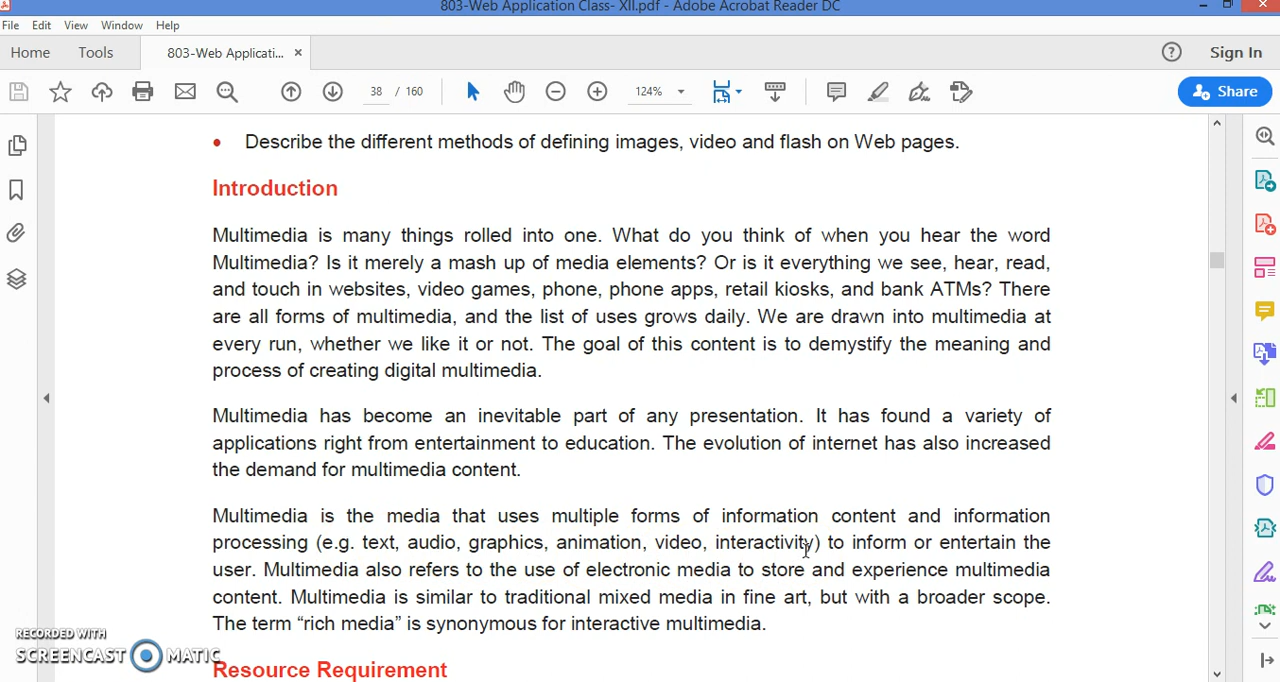 803-Web Application Class- XII.pdf - Adobe Acrobat Reader DC
File Edit View Window Help
Home Tools 803-Web Applicati... × ? Sign In
38 / 160 124% Share
• Describe the different methods of defining images, video and flash on Web pages.
Introduction
Multimedia is many things rolled into one. What do you think of when you hear the word
Multimedia? Is it merely a mash up of media elements? Or is it everything we see, hear, read,
and touch in websites, video games, phone, phone apps, retail kiosks, and bank ATMs? There
are all forms of multimedia, and the list of uses grows daily. We are drawn into multimedia at
every run, whether we like it or not. The goal of this content is to demystify the meaning and
process of creating digital multimedia.
Multimedia has become an inevitable part of any presentation. It has found a variety of
applications right from entertainment to education. The evolution of internet has also increased
the demand for multimedia content.
Multimedia is the media that uses multiple forms of information content and information
processing (e.g. text, audio, graphics, animation, video, interactivity) to inform or entertain the
user. Multimedia also refers to the use of electronic media to store and experience multimedia
content. Multimedia is similar to traditional mixed media in fine art, but with a broader scope.
The term “rich media” is synonymous for interactive multimedia.
RECORDED WITH
SCREENCAST MATIC
Resource Requirement